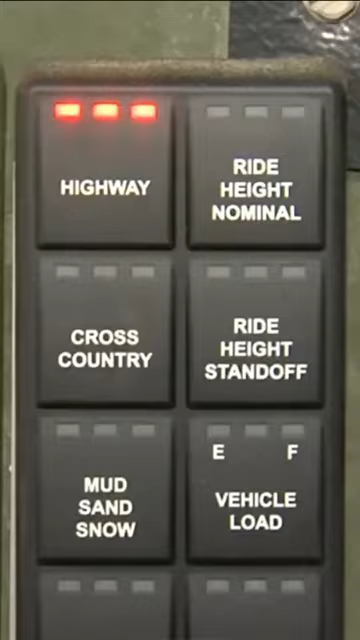 HIGHWAY
RIDE
HEIGHT
NOMINAL
CROSS
COUNTRY
RIDE
HEIGHT
STANDOFF
MUD
SAND
SNOW
E F
VEHICLE
LOAD